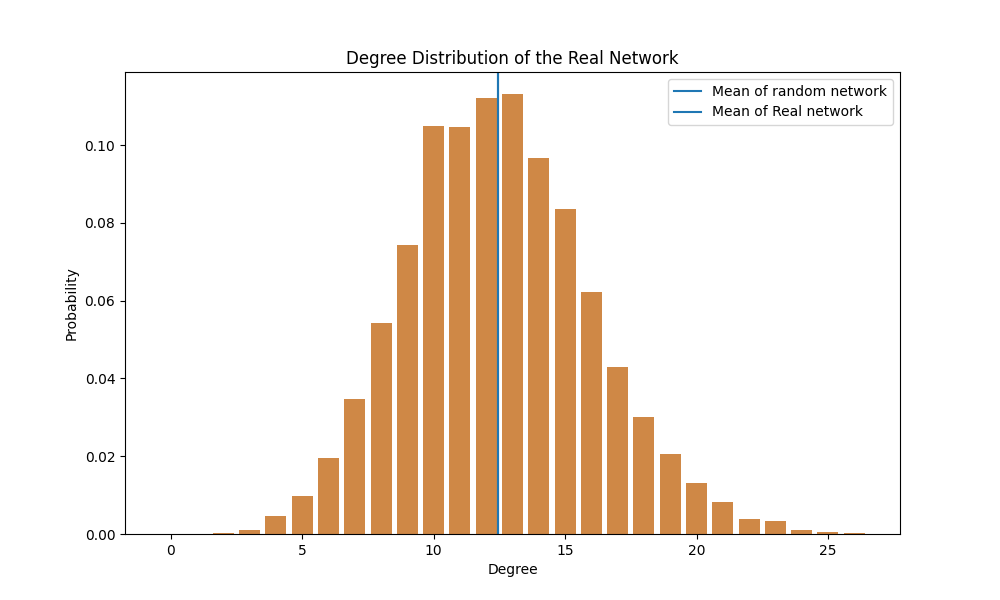 Degree Distribution of the Real Network
Mean of random network
Mean of Real network
0.10
0.08
0.06
0.04
0.02
0.00
Probability
0 5 10 15 20 25
Degree